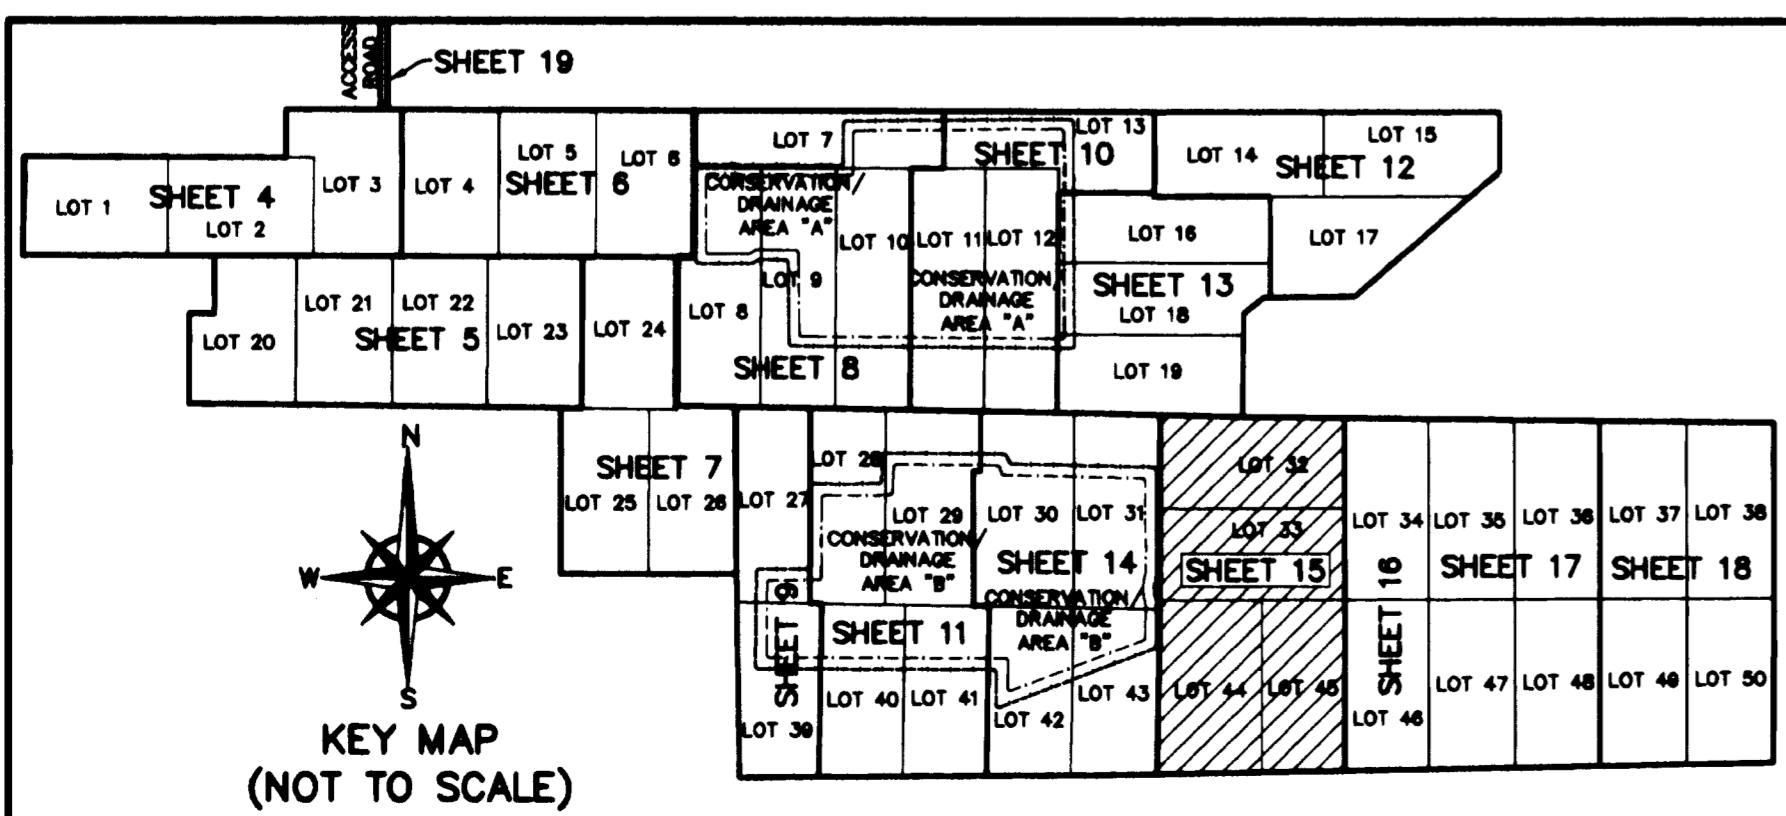 ACCESS
ROAD
SHEET 19
LOT 1
SHEET 4
LOT 2
LOT 3
LOT 4
LOT 5
SHEET 6
LOT 6
LOT 7
CONSERVATION/
DRAINAGE
AREA "A"
LOT 13
SHEET 10
LOT 14
LOT 15
SHEET 12
LOT 10
LOT 11
LOT 12
LOT 16
LOT 17
LOT 20
LOT 21
LOT 22
SHEET 5
LOT 23
LOT 24
LOT 8
LOT 9
SHEET 8
CONSERVATION/
DRAINAGE
AREA "A"
SHEET 13
LOT 18
LOT 19
SHEET 7
LOT 25
LOT 26
LOT 27
LOT 28
LOT 29
CONSERVATION/
DRAINAGE
AREA "B"
LOT 30
LOT 31
SHEET 14
CONSERVATION/
DRAINAGE
AREA "B"
LOT 32
LOT 33
SHEET 15
LOT 34
LOT 35
LOT 36
SHEET 17
LOT 37
LOT 38
SHEET 18
SHEET 16
SHEET 9
SHEET 11
LOT 39
LOT 40
LOT 41
LOT 42
LOT 43
LOT 44
LOT 45
LOT 46
LOT 47
LOT 48
LOT 49
LOT 50
N
W
E
S
KEY MAP
(NOT TO SCALE)